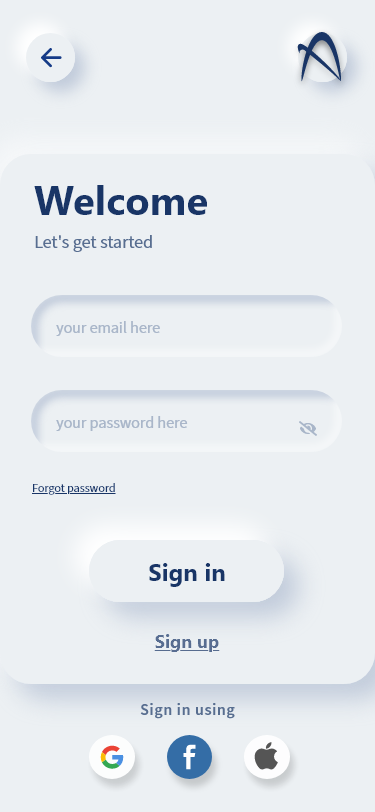 Welcome
Let's get started
your email here
your password here
Forgot password
Sign in
Sign up
Sign in using